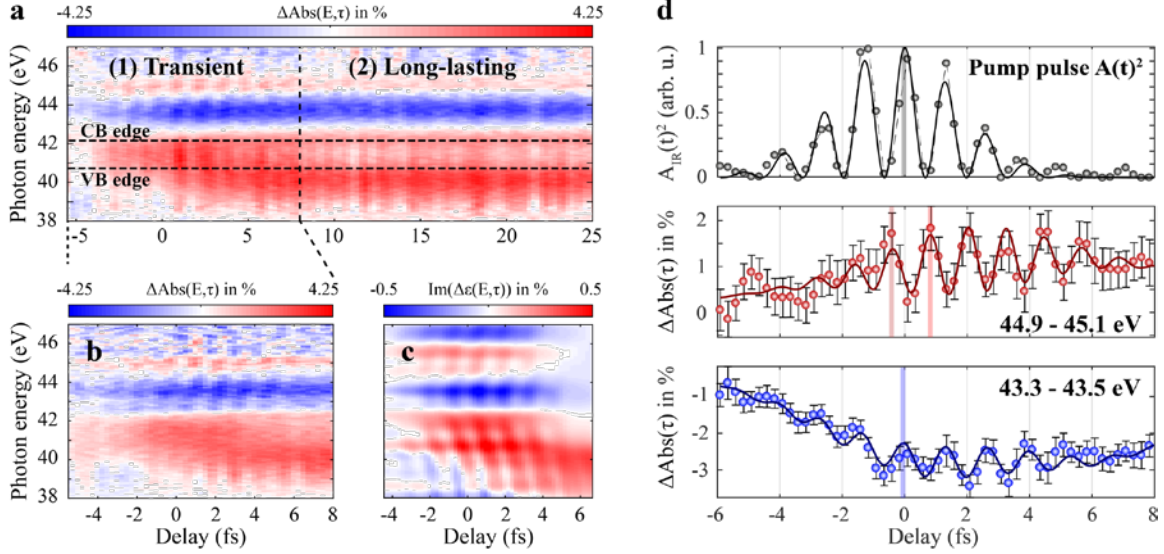 a
-4.25 ΔAbs(E,τ) in % 4.25
Photon energy (eV)
46
44
42
40
38
(1) Transient
(2) Long-lasting
CB edge
VB edge
-5 0 5 10 15 20 25
-4.25 ΔAbs(E,τ) in % 4.25
Photon energy (eV)
46
44
42
40
38
b
-4 -2 0 2 4 6 8
Delay (fs)
-0.5 Im(Δε(E,τ)) in % 0.5
c
46
44
42
40
38
-4 -2 0 2 4 6
Delay (fs)
d
A_IR(t)² (arb. u.)
1
0.5
0
Pump pulse A(t)²
ΔAbs(τ) in %
2
1
0
44.9 - 45.1 eV
ΔAbs(τ) in %
-1
-2
-3
43.3 - 43.5 eV
-6 -4 -2 0 2 4 6 8
Delay (fs)